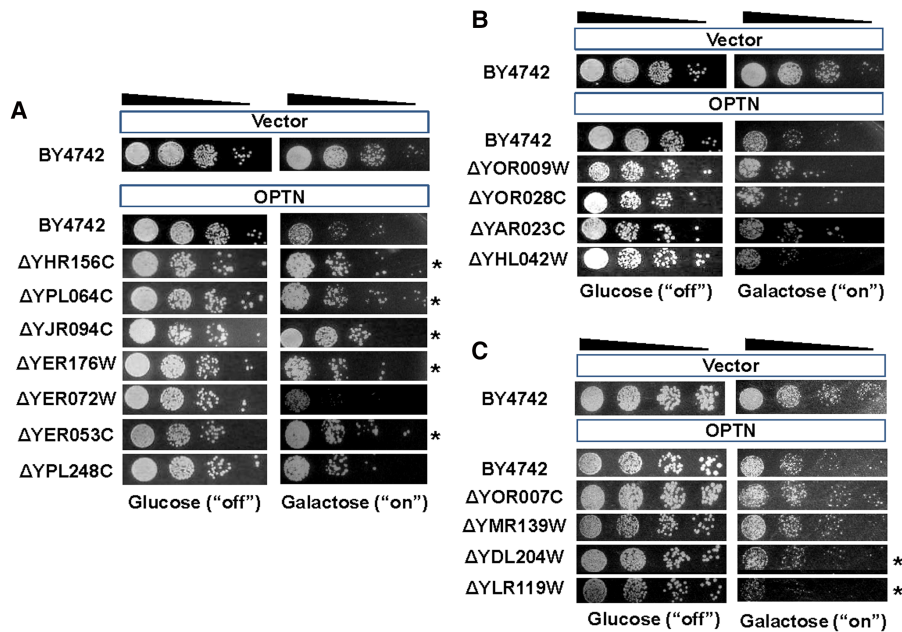 A
Vector
BY4742
OPTN
BY4742
ΔYHR156C *
ΔYPL064C *
ΔYJR094C *
ΔYER176W *
ΔYER072W
ΔYER053C *
ΔYPL248C
Glucose (“off”) Galactose (“on”)
B
Vector
BY4742
OPTN
BY4742
ΔYOR009W
ΔYOR028C
ΔYAR023C
ΔYHL042W
Glucose (“off”) Galactose (“on”)
C
Vector
BY4742
OPTN
BY4742
ΔYOR007C
ΔYMR139W
ΔYDL204W *
ΔYLR119W *
Glucose (“off”) Galactose (“on”)